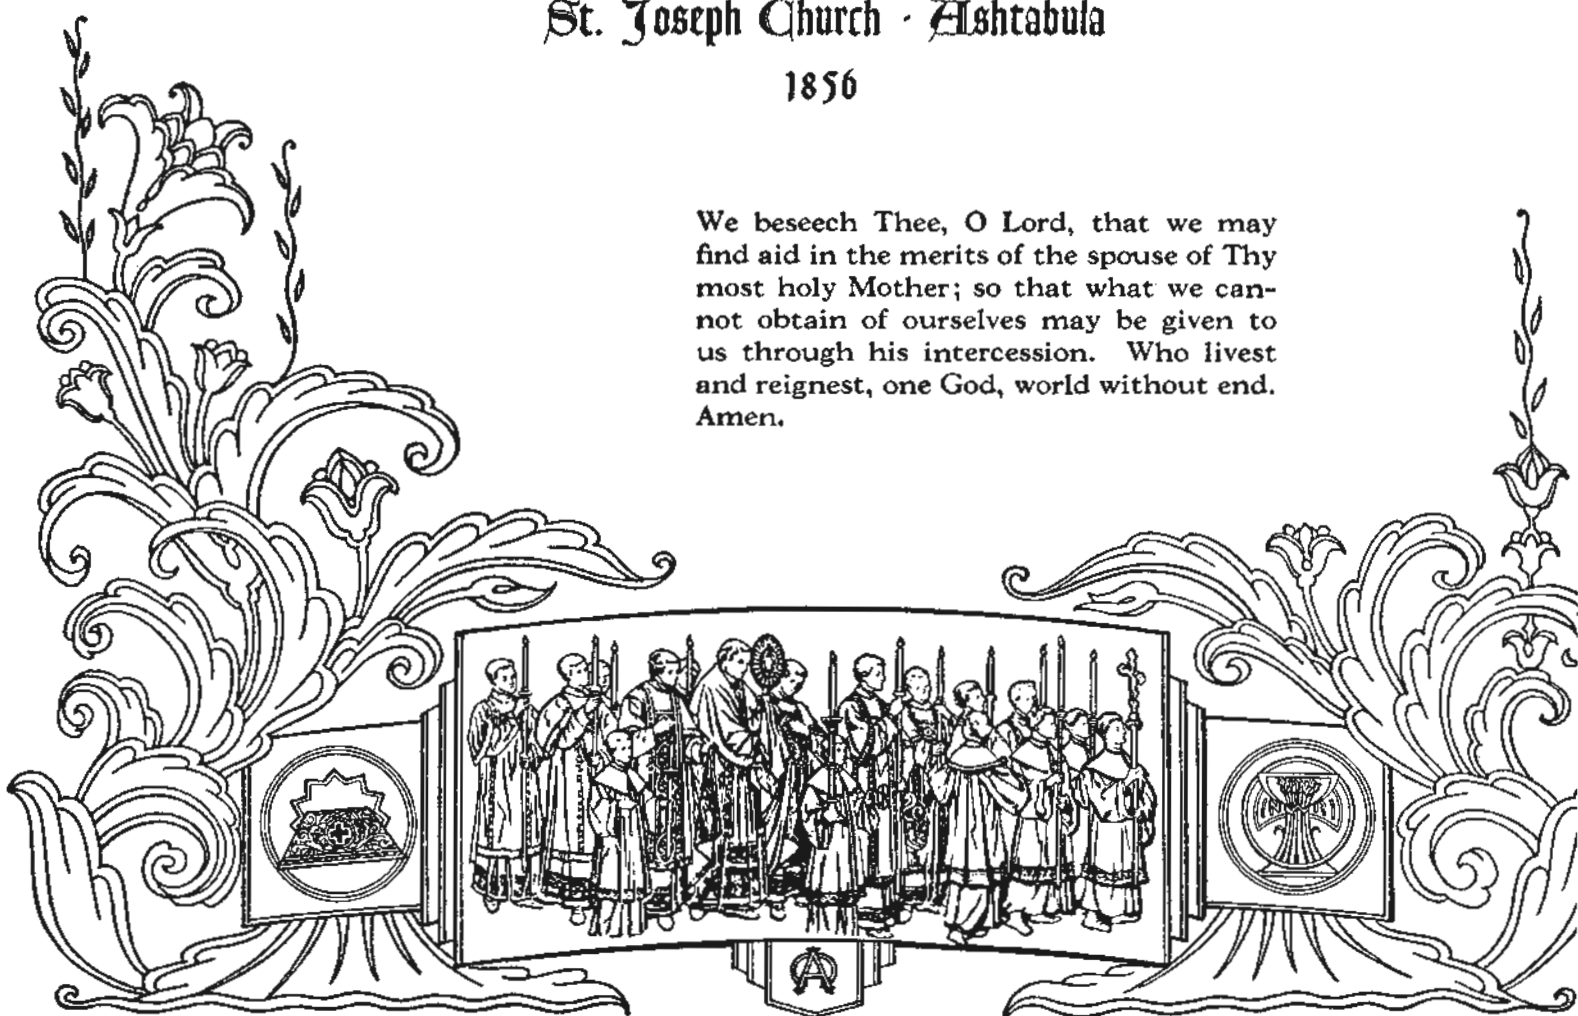 St. Joseph Church · Ashtabula
1856
We beseech Thee, O Lord, that we may
find aid in the merits of the spouse of Thy
most holy Mother; so that what we can-
not obtain of ourselves may be given to
us through his intercession. Who livest
and reignest, one God, world without end.
Amen.